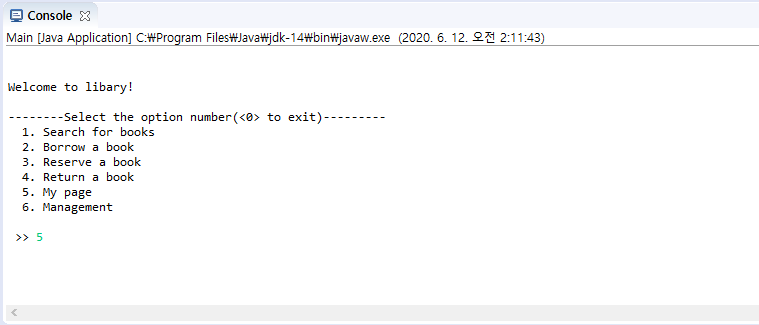 Console
Main [Java Application] C:₩Program Files₩Java₩jdk-14₩bin₩javaw.exe (2020. 6. 12. 오전 2:11:43)
Welcome to libary!
--------Select the option number(<0> to exit)---------
1. Search for books
2. Borrow a book
3. Reserve a book
4. Return a book
5. My page
6. Management
>> 5